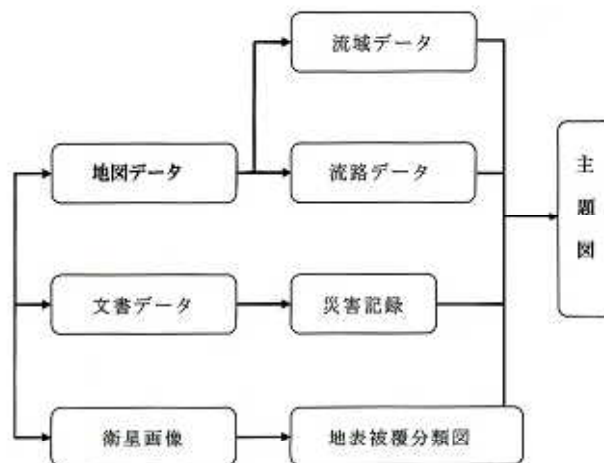 流域データ
地図データ
流路データ
主題図
文書データ
災害記録
衛星画像
地表被覆分類図